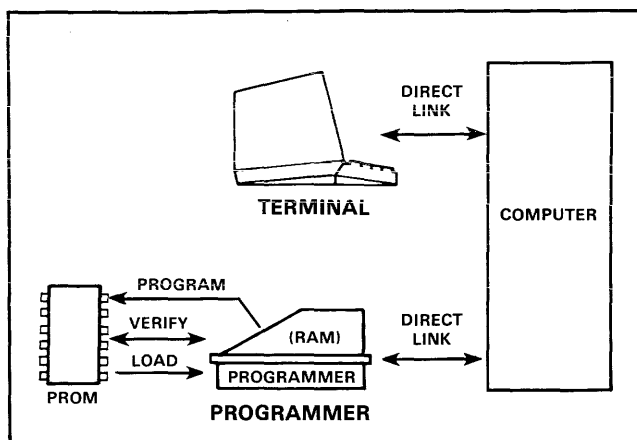 DIRECT
LINK
TERMINAL
COMPUTER
PROGRAM
VERIFY
LOAD
PROM
(RAM)
PROGRAMMER
PROGRAMMER
DIRECT
LINK